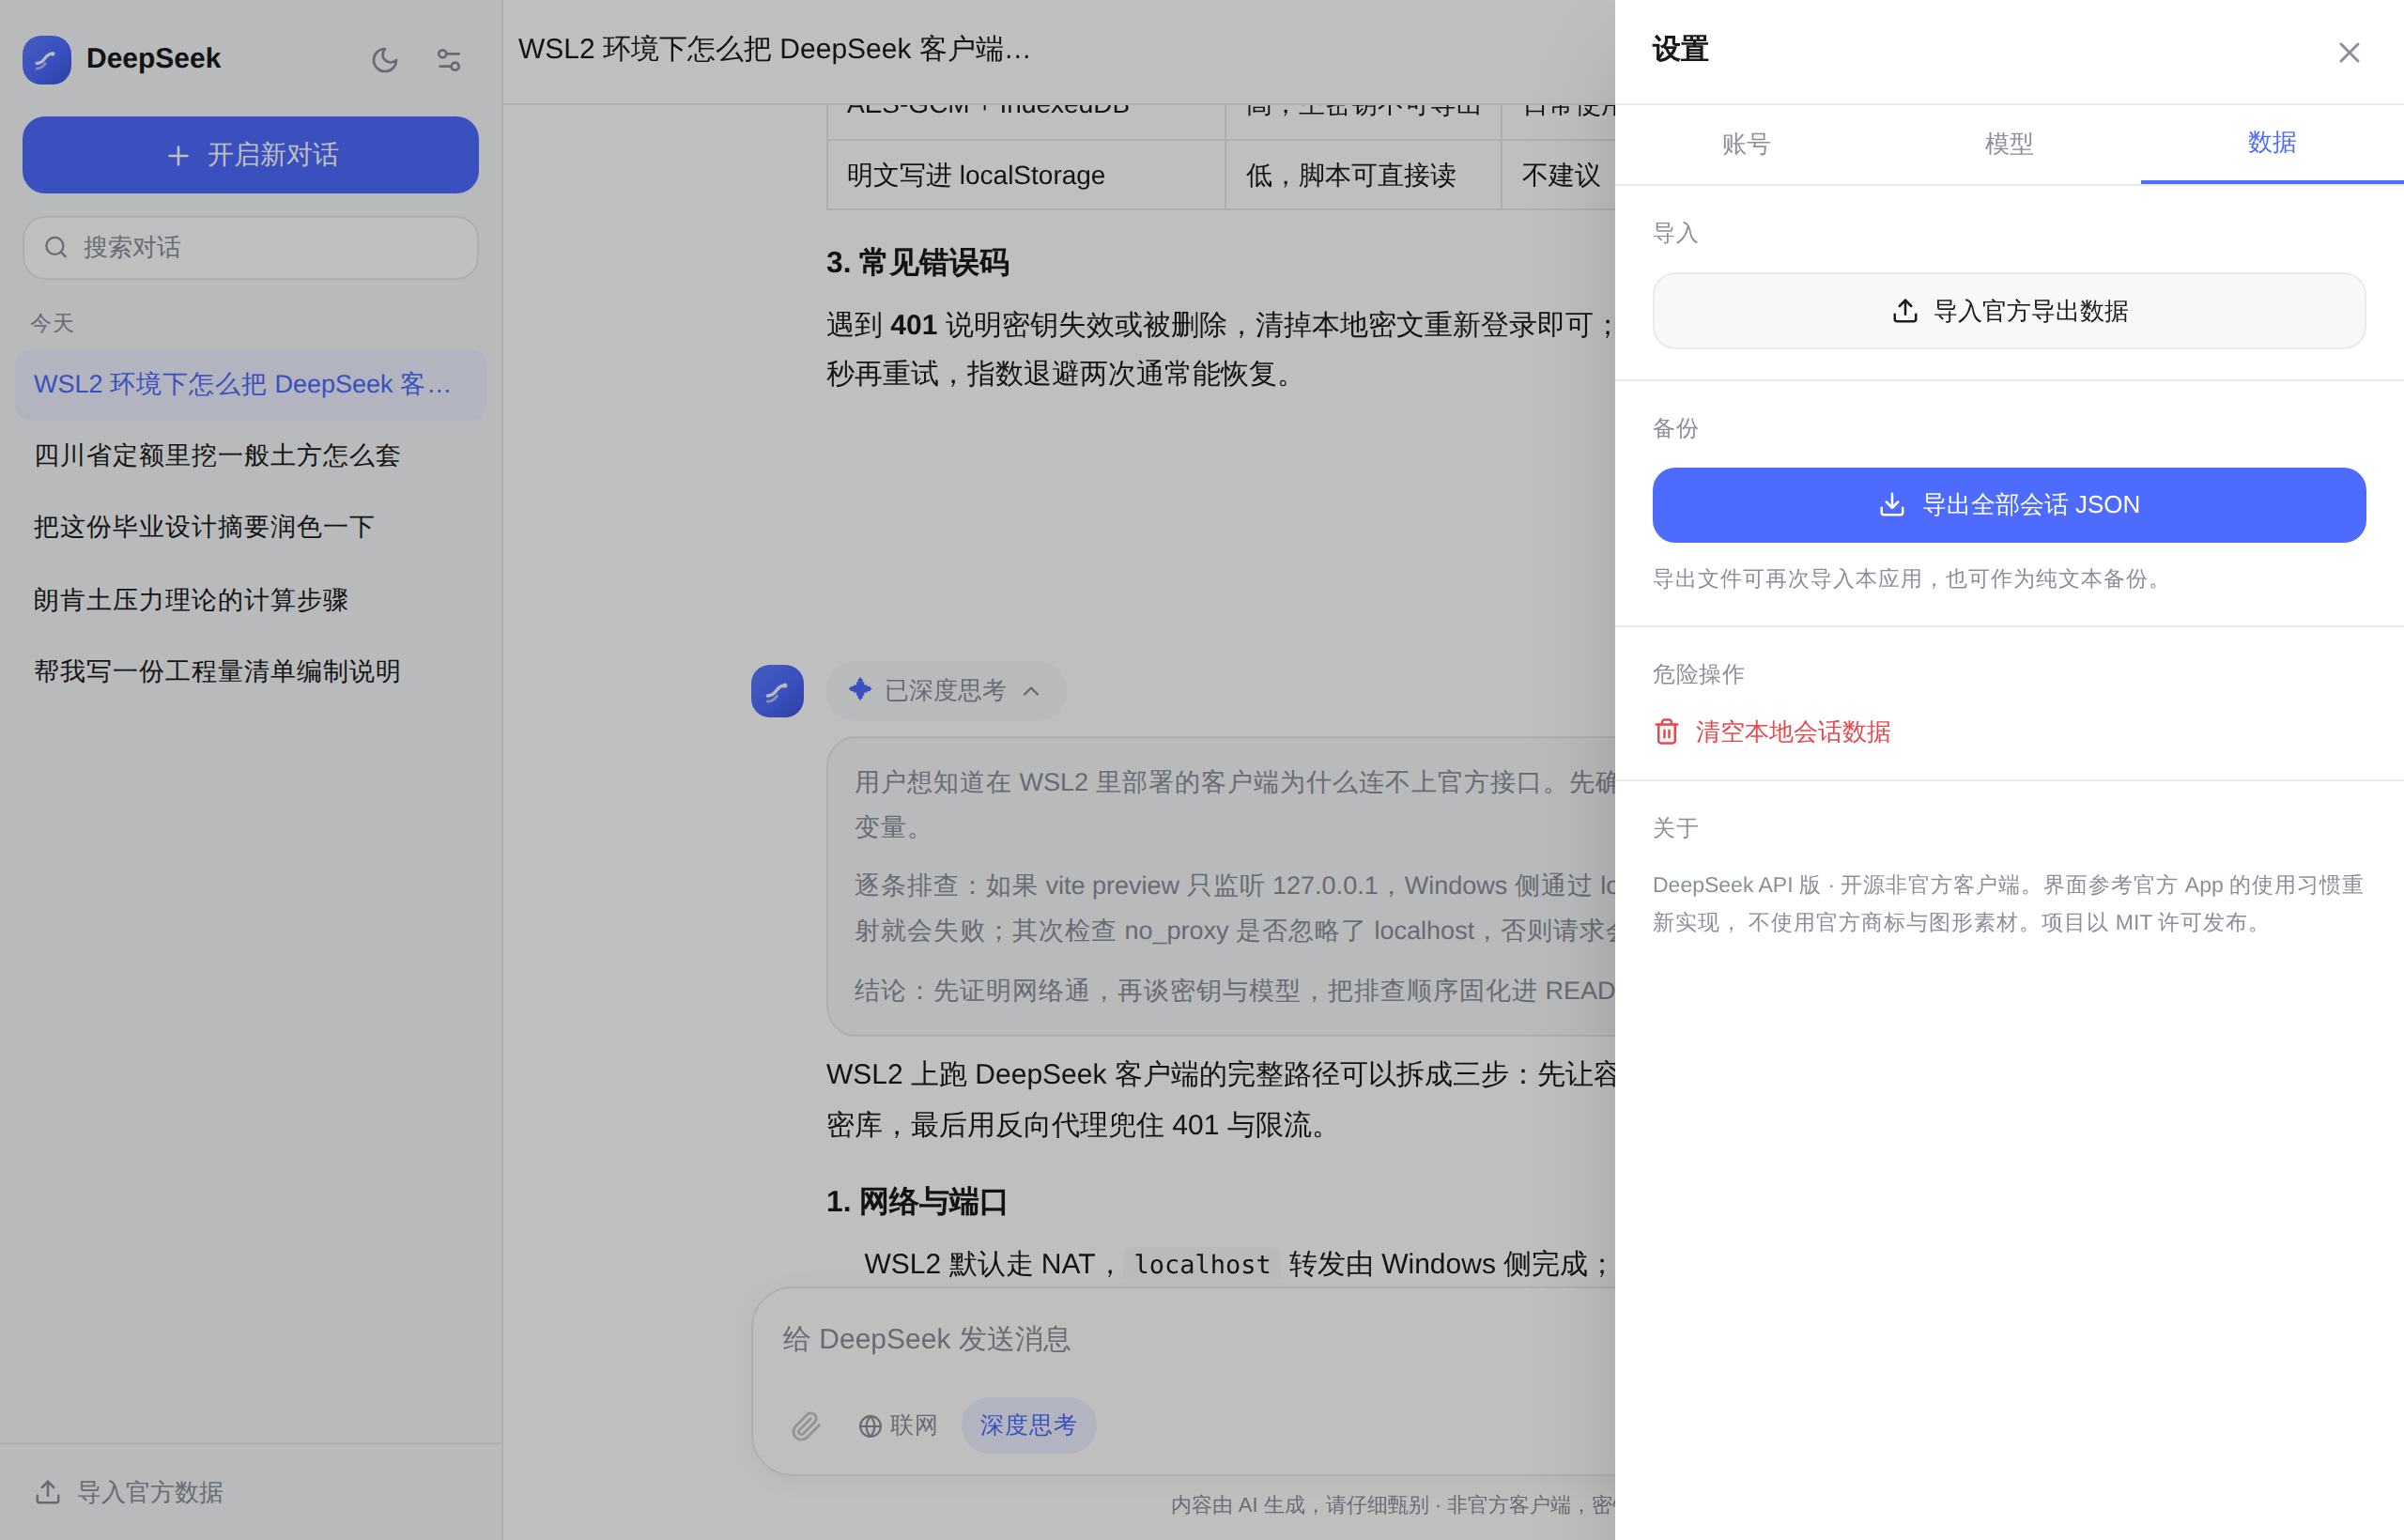 DeepSeek
开启新对话
搜索对话
今天
WSL2 环境下怎么把 DeepSeek 客…
四川省定额里挖一般土方怎么套
把这份毕业设计摘要润色一下
朗肯土压力理论的计算步骤
帮我写一份工程量清单编制说明
导入官方数据
WSL2 环境下怎么把 DeepSeek 客户端…
AES-GCM + IndexedDB 高，主密钥不可导出 日常使用
明文写进 localStorage 低，脚本可直接读 不建议
3. 常见错误码
遇到 401 说明密钥失效或被删除，清掉本地密文重新登录即可；
秒再重试，指数退避两次通常能恢复。
已深度思考
用户想知道在 WSL2 里部署的客户端为什么连不上官方接口。先确
变量。
逐条排查：如果 vite preview 只监听 127.0.0.1，Windows 侧通过 lo
射就会失败；其次检查 no_proxy 是否忽略了 localhost，否则请求会
结论：先证明网络通，再谈密钥与模型，把排查顺序固化进 READ
WSL2 上跑 DeepSeek 客户端的完整路径可以拆成三步：先让容
密库，最后用反向代理兜住 401 与限流。
1. 网络与端口
WSL2 默认走 NAT，localhost 转发由 Windows 侧完成；
给 DeepSeek 发送消息
联网 深度思考
内容由 AI 生成，请仔细甄别 · 非官方客户端，密
设置
账号 模型 数据
导入
导入官方导出数据
备份
导出全部会话 JSON
导出文件可再次导入本应用，也可作为纯文本备份。
危险操作
清空本地会话数据
关于
DeepSeek API 版 · 开源非官方客户端。界面参考官方 App 的使用习惯重
新实现， 不使用官方商标与图形素材。项目以 MIT 许可发布。